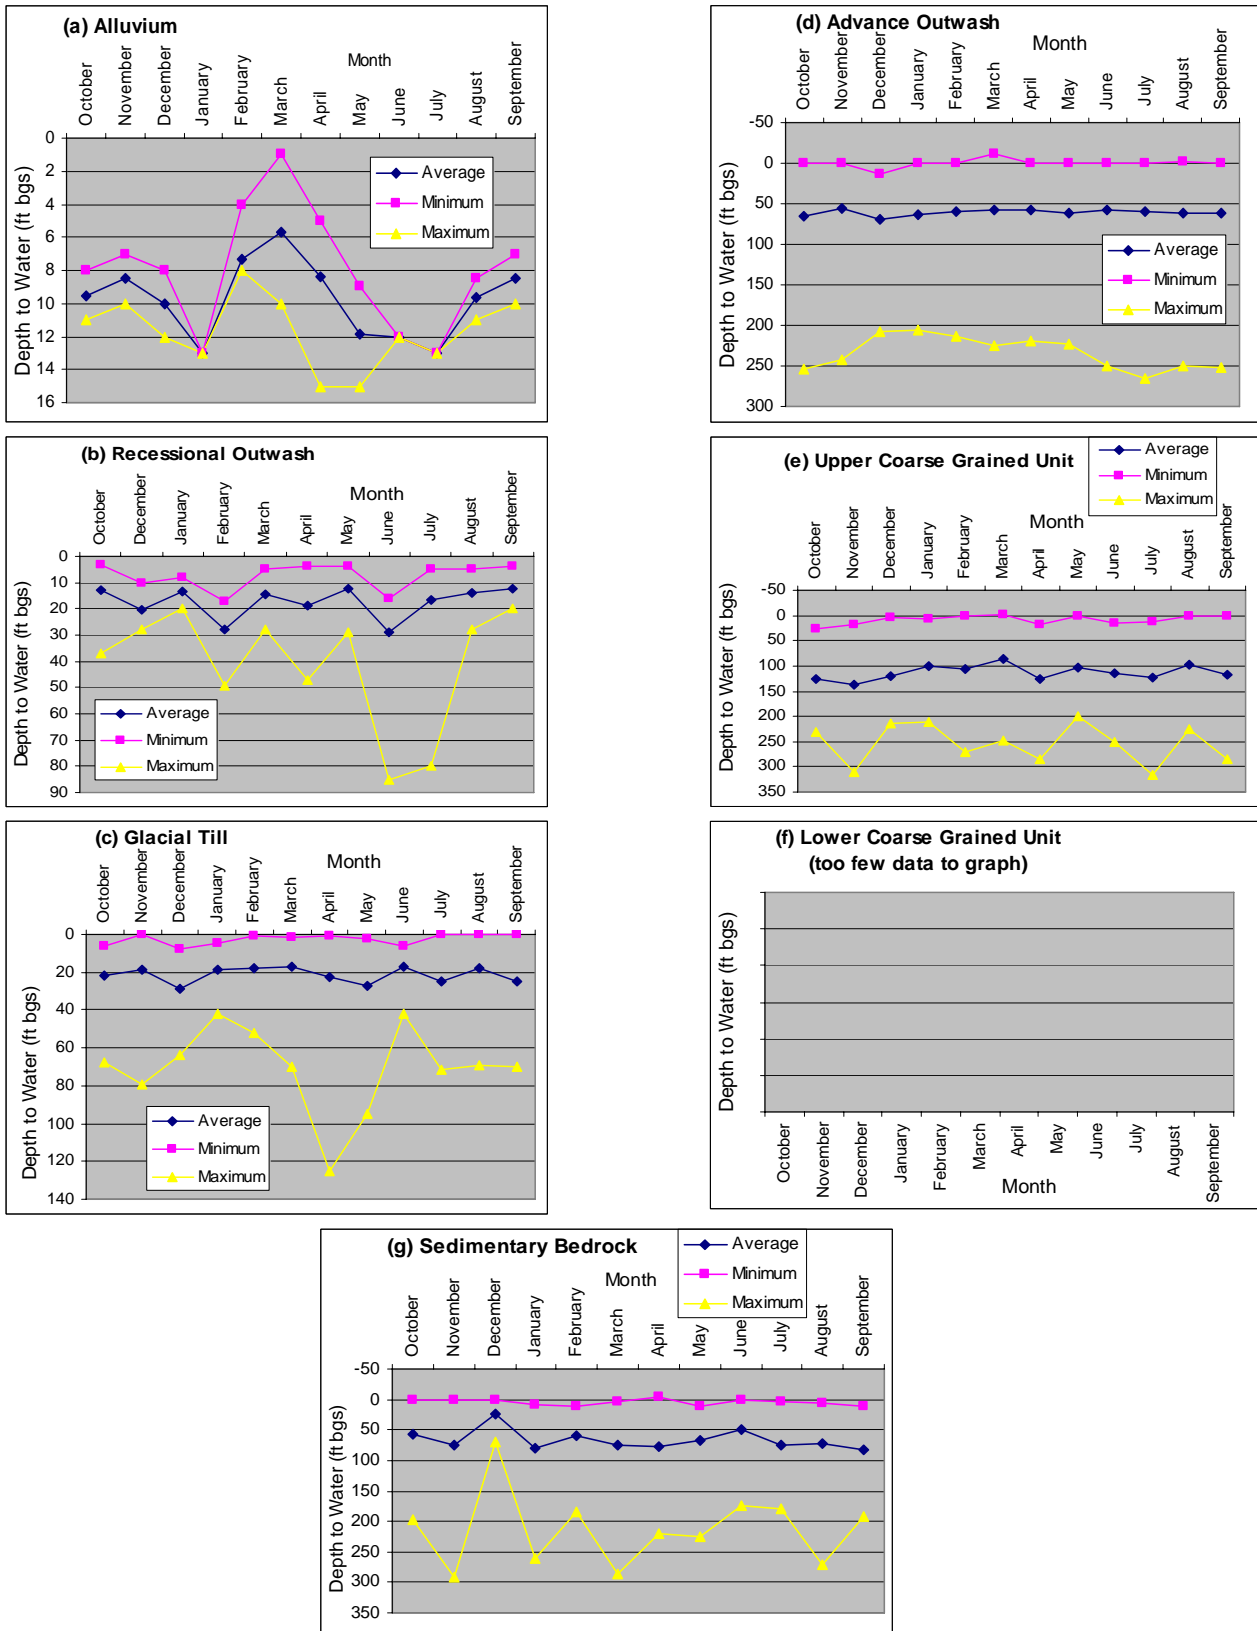 (a) Alluvium
Month
October
November
December
January
February
March
April
May
June
July
August
September
0
2
4
6
8
10
12
14
16
Depth to Water (ft bgs)
Average
Minimum
Maximum
(b) Recessional Outwash
Month
October
December
January
February
March
April
May
June
July
August
September
0
10
20
30
40
50
60
70
80
90
Depth to Water (ft bgs)
Average
Minimum
Maximum
(c) Glacial Till
Month
October
November
December
January
February
March
April
May
June
July
August
September
0
20
40
60
80
100
120
140
Depth to Water (ft bgs)
Average
Minimum
Maximum
(d) Advance Outwash
Month
October
November
December
January
February
March
April
May
June
July
August
September
-50
0
50
100
150
200
250
300
Depth to Water (ft bgs)
Average
Minimum
Maximum
(e) Upper Coarse Grained Unit
Average
Minimum
Maximum
Month
October
November
December
January
February
March
April
May
June
July
August
September
-50
0
50
100
150
200
250
300
350
Depth to Water (ft bgs)
(f) Lower Coarse Grained Unit
(too few data to graph)
Depth to Water (ft bgs)
October
November
December
January
February
March
April
May
June
July
August
September
Month
(g) Sedimentary Bedrock
Average
Minimum
Maximum
Month
October
November
December
January
February
March
April
May
June
July
August
September
-50
0
50
100
150
200
250
300
350
Depth to Water (ft bgs)